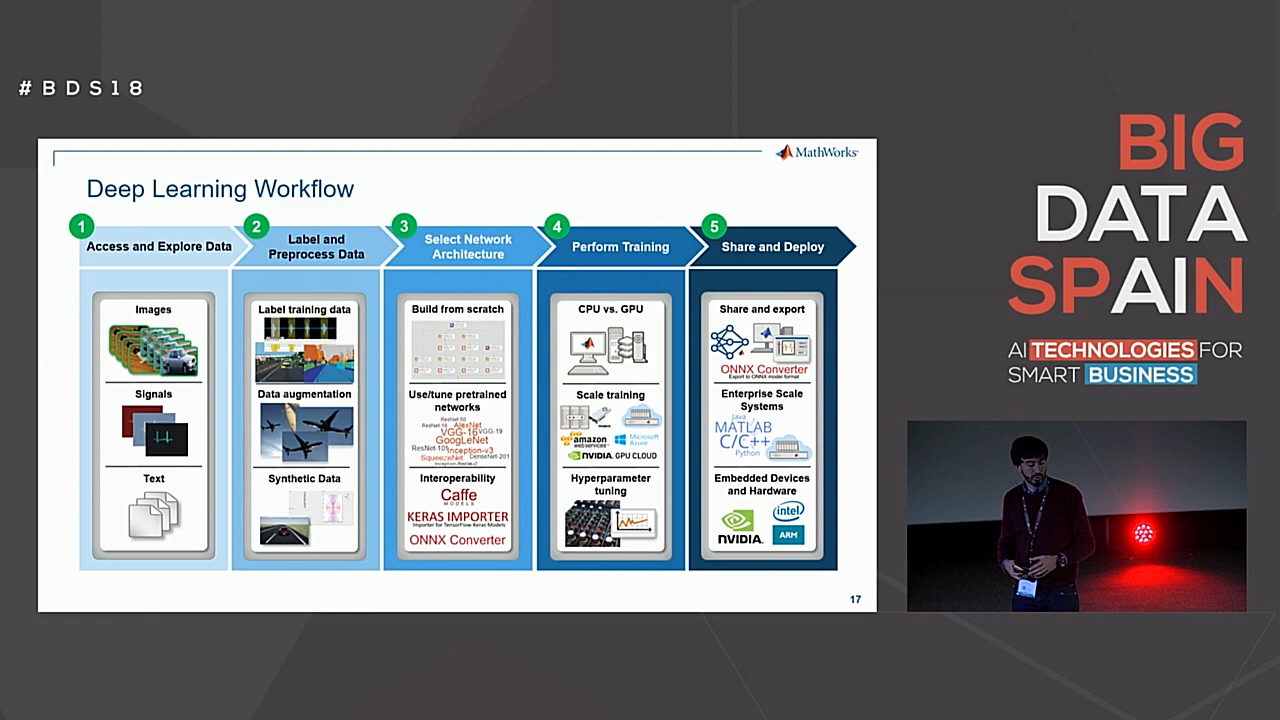 #BDS18
MathWorks
Deep Learning Workflow
1
Access and Explore Data
2
Label and
Preprocess Data
3
Select Network
Architecture
4
Perform Training
5
Share and Deploy
Images
Signals
Text
Label training data
Data augmentation
Synthetic Data
Build from scratch
Use/tune pretrained
networks
ResNet-50
ResNet-18 AlexNet
VGG-16 VGG-19
GoogLeNet
ResNet-101 Inception-v3
SqueezeNet DenseNet-201
Inception-ResNet-v2
Interoperability
Caffe
MODELS
KERAS IMPORTER
Importer for TensorFlow-Keras Models
ONNX Converter
CPU vs. GPU
Scale training
amazon
webservices
Microsoft
Azure
NVIDIA. GPU CLOUD
Hyperparameter
tuning
Share and export
ONNX Converter
Export to ONNX model format
Enterprise Scale
Systems
Java
MATLAB
C/C++
Python
Embedded Devices
and Hardware
NVIDIA.
intel
ARM
17
BIG
DATA
SPAIN
AI TECHNOLOGIES FOR
SMART BUSINESS